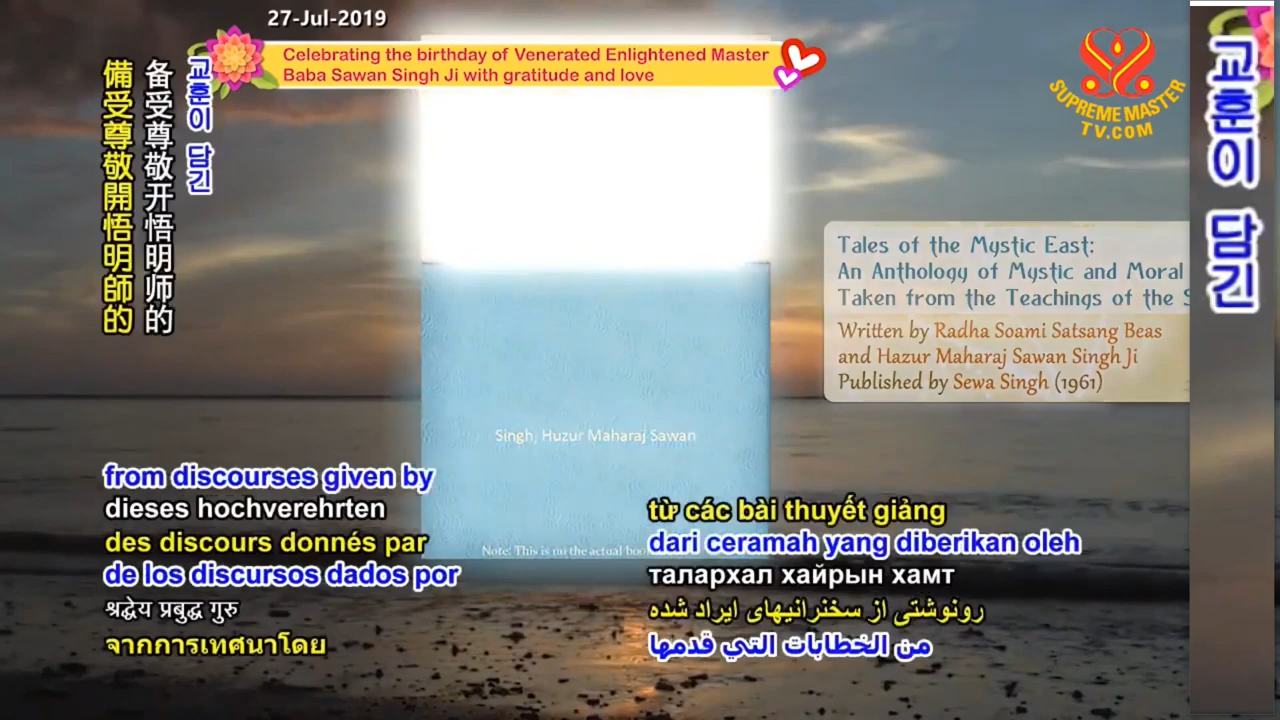 27-Jul-2019
Celebrating the birthday of Venerated Enlightened Master
Baba Sawan Singh Ji with gratitude and love
SUPREME MASTER
TV.COM
備受尊敬開悟明師的
备受尊敬开悟明师的
교훈이 담긴
교훈이 담긴
Tales of the Mystic East:
An Anthology of Mystic and Moral
Taken from the Teachings of the S
Written by Radha Soami Satsang Beas
and Hazur Maharaj Sawan Singh Ji
Published by Sewa Singh (1961)
Singh, Huzur Maharaj Sawan
Note: This is no the actual boo
from discourses given by
dieses hochverehrten
des discours donnés par
de los discursos dados por
श्रद्धेय प्रबुद्ध गुरु
จากการเทศนาโดย
từ các bài thuyết giảng
dari ceramah yang diberikan oleh
талархал хайрын хамт
رونوشتی از سخنرانیهای ایراد شده
من الخطابات التي قدمها